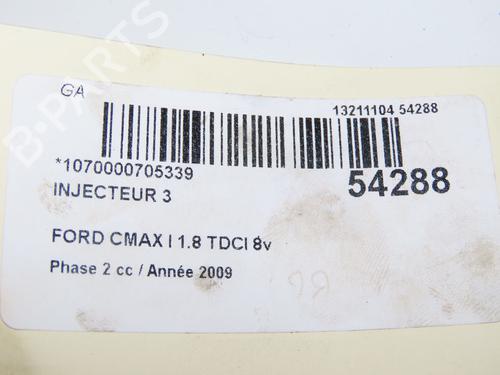 B-PARTS
GA
13211104 54288
*1070000705339
54288
INJECTEUR 3
FORD CMAX I 1.8 TDCI 8v
Phase 2 cc / Année 2009